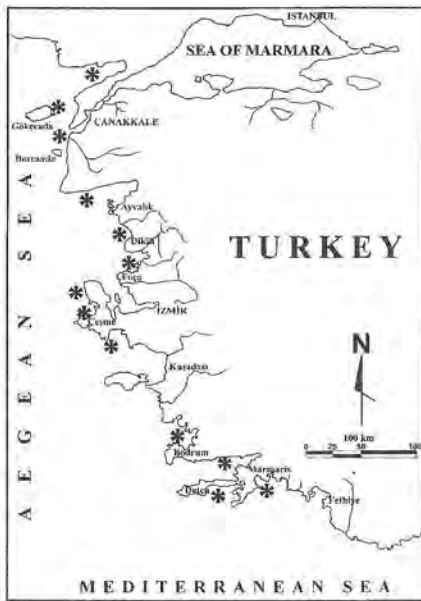 ISTANBUL
SEA OF MARMARA
Gökçeada
ÇANAKKALE
Bozcaada
Ayvalık
Dikili
TURKEY
Foça
İZMİR
Çeşme
Kuşadası
N
100 km
0 25 50 100
Bodrum
Marmaris
Datça
Fethiye
AEGEAN SEA
MEDITERRANEAN SEA